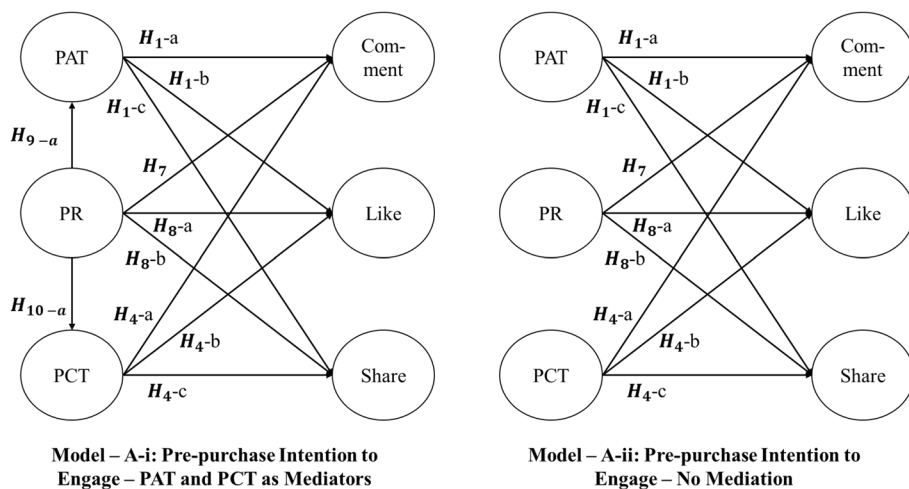 PAT
H1-a
H1-b
H1-c
Com-
ment
H9-a
H7
PR
H8-a
H8-b
Like
H10-a
H4-a
H4-b
PCT
H4-c
Share
Model – A-i: Pre-purchase Intention to
Engage – PAT and PCT as Mediators
PAT
H1-a
H1-b
H1-c
Com-
ment
H7
PR
H8-a
H8-b
Like
H4-a
H4-b
PCT
H4-c
Share
Model – A-ii: Pre-purchase Intention to
Engage – No Mediation